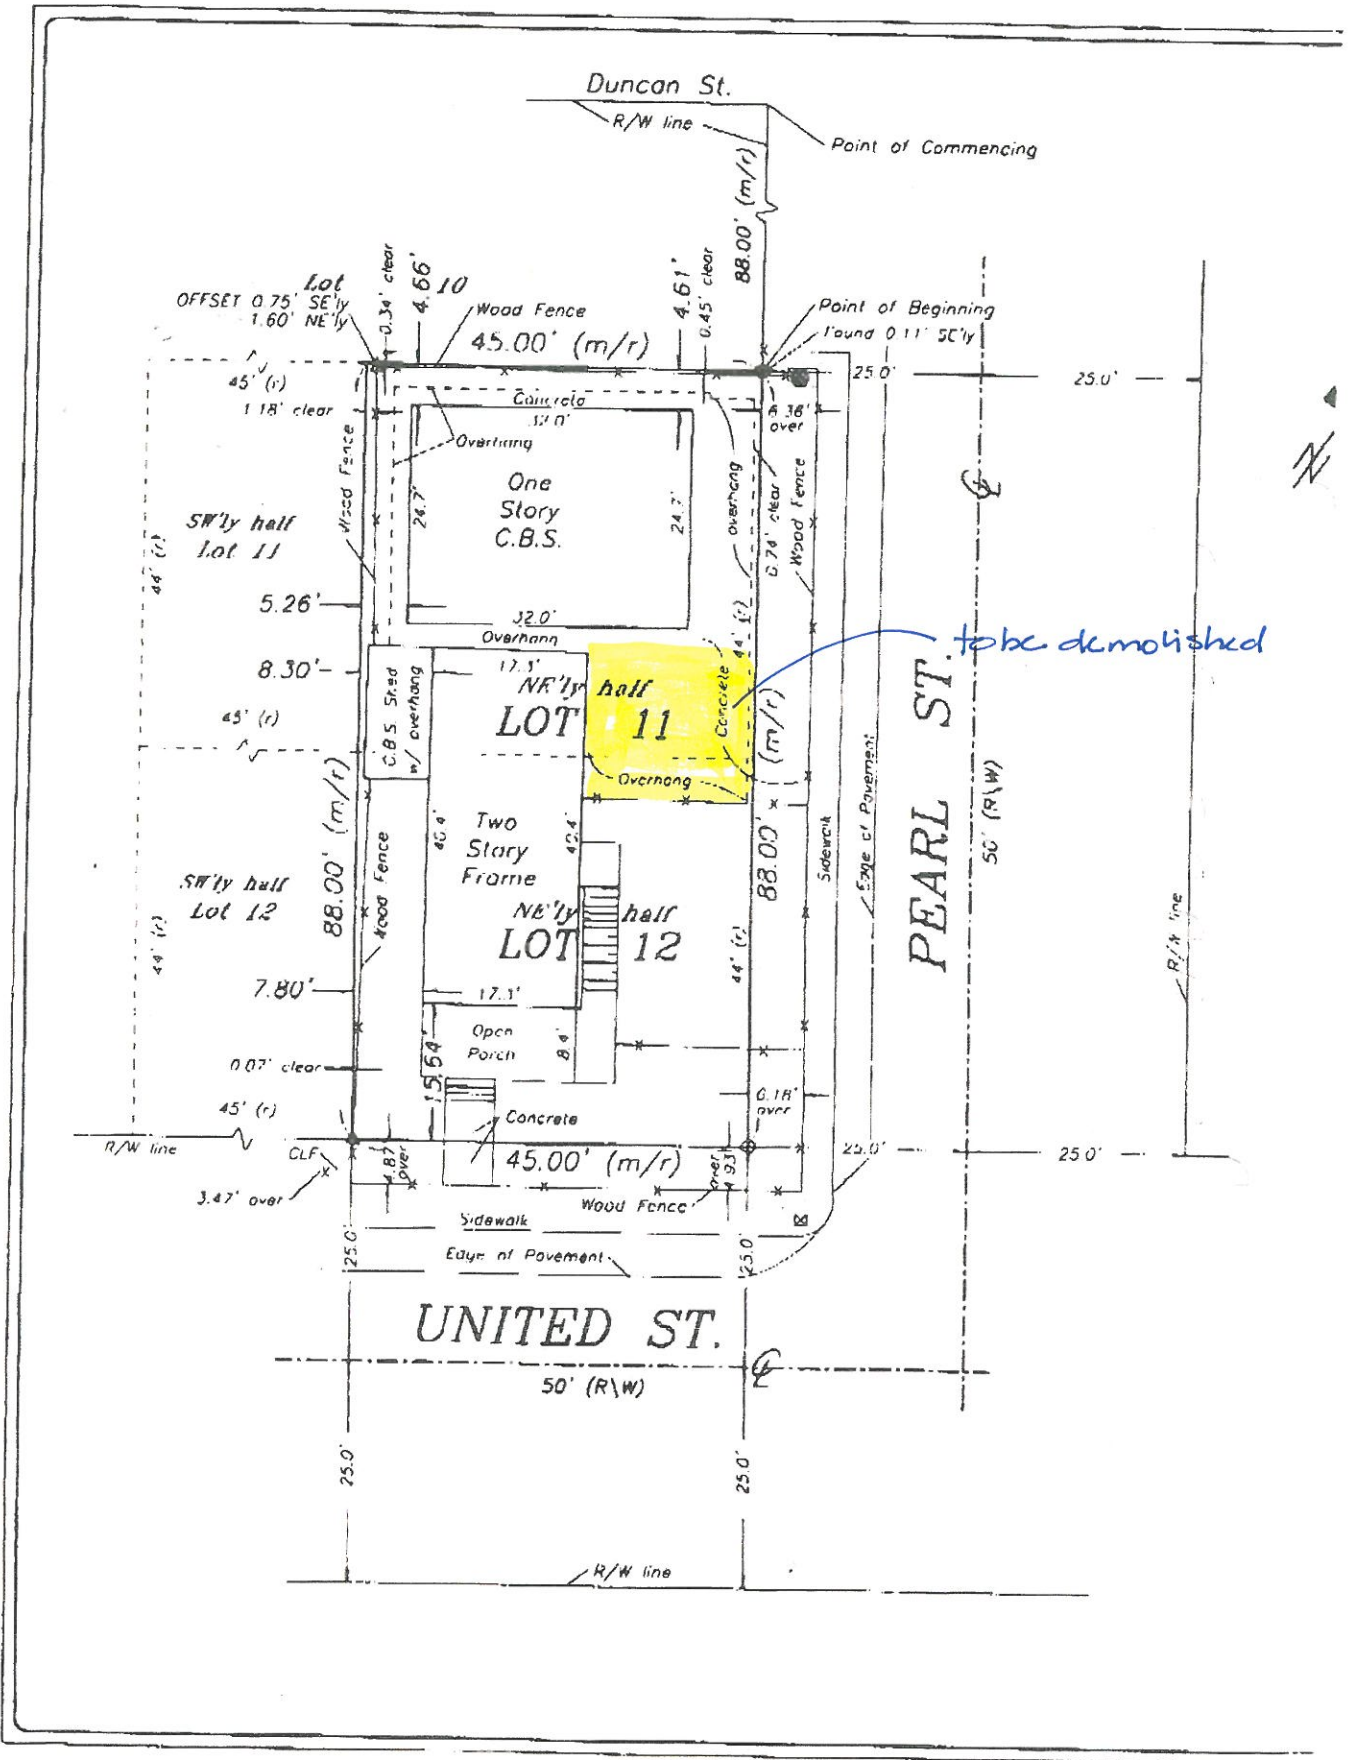 Duncan St.
R/W line
Point of Commencing
88.00' (m/r)
0.34' clear
4.66'
4.61'
0.45' clear
Lot 10
OFFSET 0.75' SE'ly
1.60' NE'ly
Wood Fence
45.00' (m/r)
Point of Beginning
Found 0.11' SE'ly
45' (r)
25.0'
25.0'
1.18' clear
Concrete
32.0'
6.36'
over
Overhang
Wood Fence
One
Story
C.B.S.
24.7'
24.7'
overhang
0.74' clear
Wood Fence
℄
N
SW'ly half
Lot 11
44' (r)
5.26'
32.0'
Overhang
44' (r)
to be demolished
8.30'
17.3'
C.B.S. Shed
w/ overhang
NE'ly half
LOT 11
Concrete
(m/r)
45' (r)
Overhang
PEARL ST.
50' (R\W)
88.00' (m/r)
40.4'
Two
Story
Frame
40.4'
88.00'
Sidewalk
Edge of Pavement
Wood Fence
SW'ly half
Lot 12
44' (r)
NE'ly half
LOT 12
44' (r)
R/W line
7.80'
17.3'
Open
Porch
8.4'
15.54'
0.07' clear
6.18'
over
45' (r)
Concrete
R/W line
CLF
4.87'
over
45.00' (m/r)
over
4.93'
25.0'
25.0'
3.47' over
Wood Fence
Sidewalk
25.0'
25.0'
Edge of Pavement
UNITED ST.
℄
50' (R\W)
25.0'
25.0'
R/W line